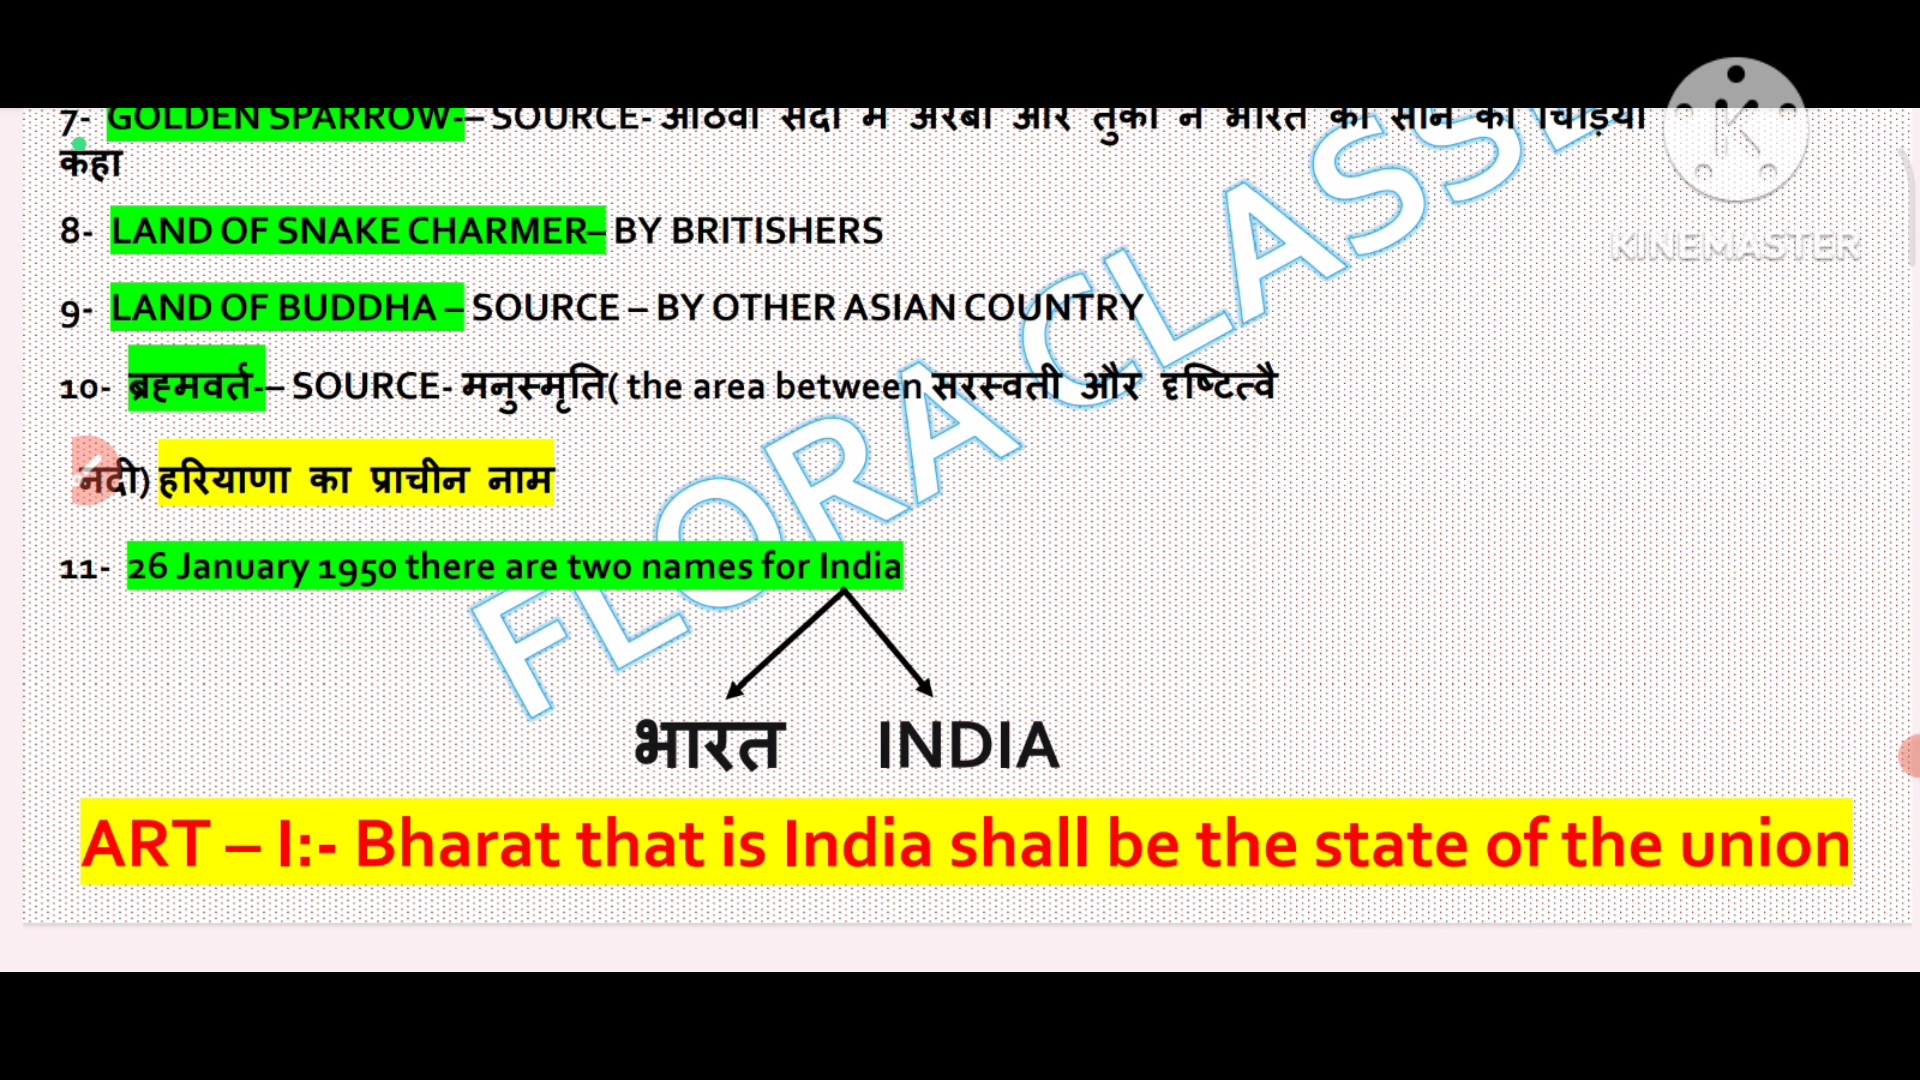 7- GOLDEN SPARROW-– SOURCE- आठवीं सदी में अरबों और तुर्कों ने भारत को सोने की चिड़िया
कहा
8- LAND OF SNAKE CHARMER– BY BRITISHERS
9- LAND OF BUDDHA – SOURCE – BY OTHER ASIAN COUNTRY
10- ब्रह्मवर्त-– SOURCE- मनुस्मृति( the area between सरस्वती और दृष्टित्वै
नदी) हरियाणा का प्राचीन नाम
11- 26 January 1950 there are two names for India
भारत INDIA
ART – I:- Bharat that is India shall be the state of the union
FLORA CLASSE
K
KINEMASTER